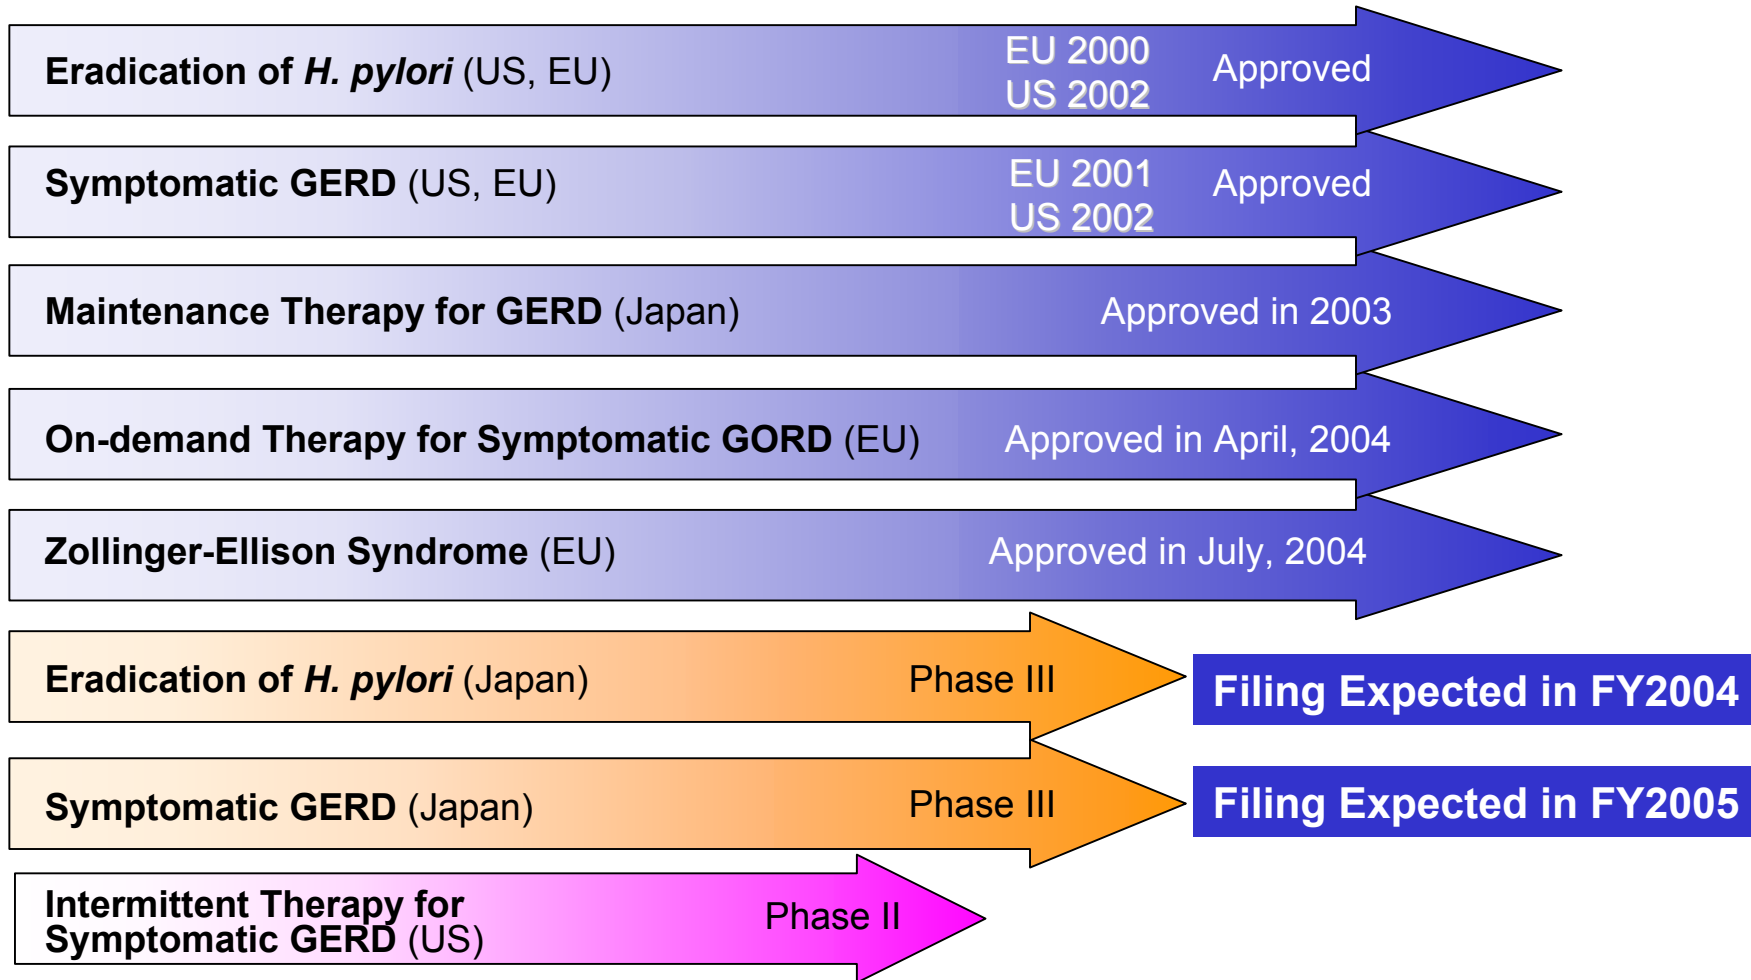 Eradication of H. pylori (US, EU)
EU 2000
US 2002
Approved
Symptomatic GERD (US, EU)
EU 2001
US 2002
Approved
Maintenance Therapy for GERD (Japan)
Approved in 2003
On-demand Therapy for Symptomatic GORD (EU)
Approved in April, 2004
Zollinger-Ellison Syndrome (EU)
Approved in July, 2004
Eradication of H. pylori (Japan)
Phase III
Filing Expected in FY2004
Symptomatic GERD (Japan)
Phase III
Filing Expected in FY2005
Intermittent Therapy for
Symptomatic GERD (US)
Phase II